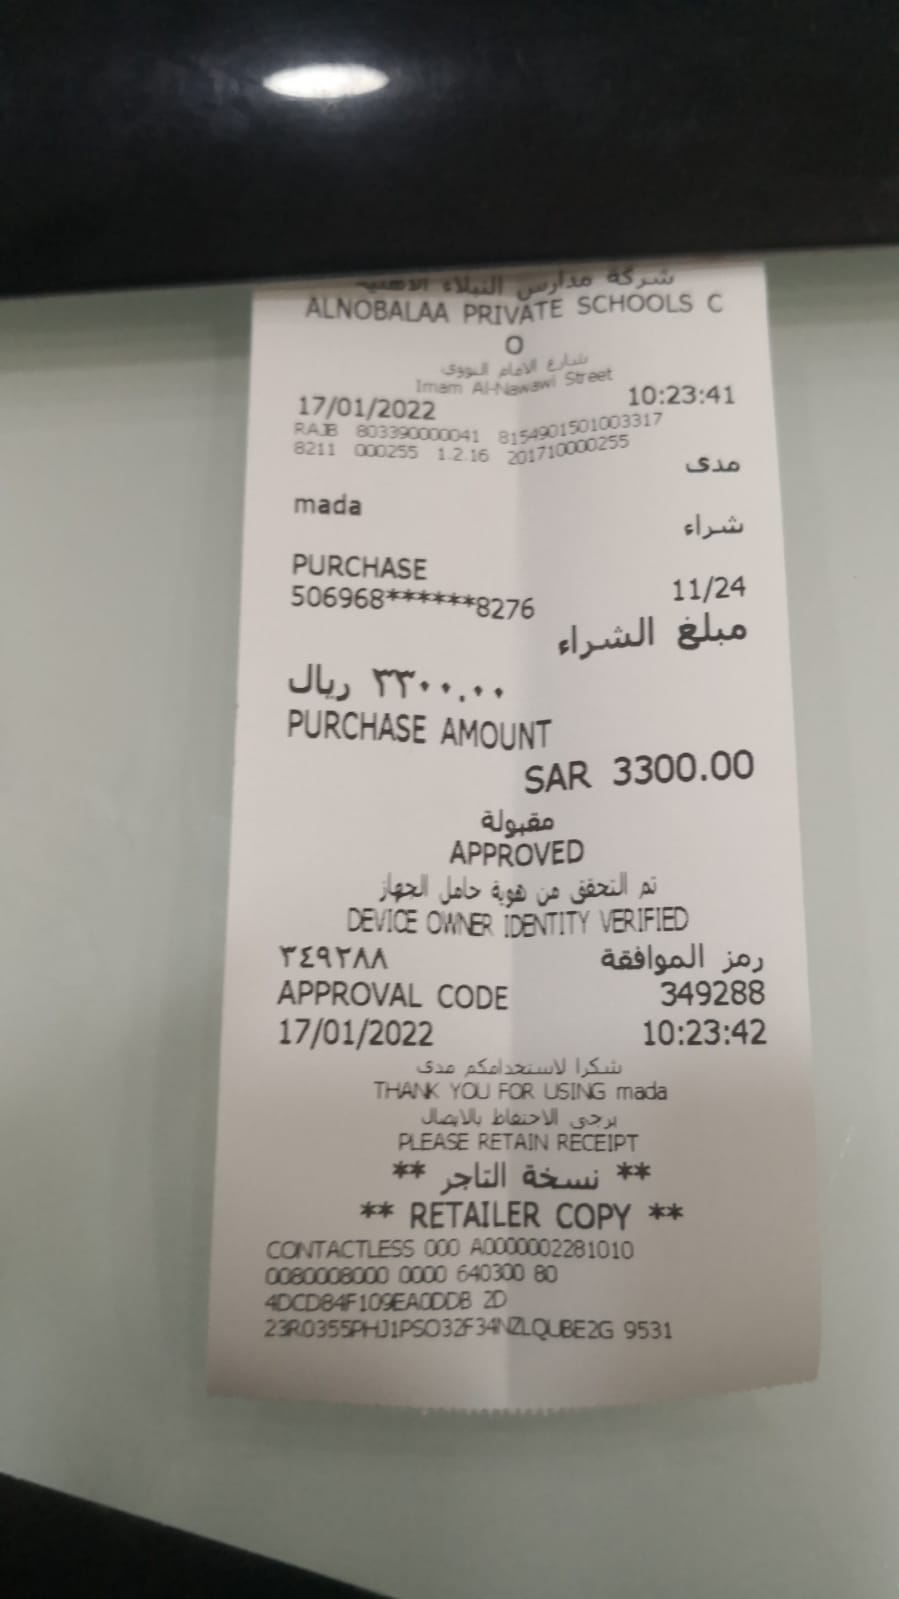 شركة مدارس النبلاء الأهلية
ALNOBALAA PRIVATE SCHOOLS C
O
شارع الامام النووى
Imam Al-Nawawi Street
17/01/2022 10:23:41
RAJB 803390000041 8154901501003317
8211 000255 1.2.16 201710000255
مدى
mada
شراء
PURCHASE
506968******8276 11/24
مبلغ الشراء
٣٣٠٠.٠٠ ريال
PURCHASE AMOUNT
SAR 3300.00
مقبولة
APPROVED
تم التحقق من هوية حامل الجهاز
DEVICE OWNER IDENTITY VERIFIED
رمز الموافقة ٣٤٩٢٨٨
APPROVAL CODE 349288
17/01/2022 10:23:42
شكرا لاستخدامكم مدى
THANK YOU FOR USING mada
يرجى الاحتفاظ بالايصال
PLEASE RETAIN RECEIPT
** نسخة التاجر **
** RETAILER COPY **
CONTACTLESS 000 A0000002281010
0080008000 0000 640300 80
4DCD84F109EA0DDB 2D
23R0355PHJ1PSO32F34NZLQUBE2G 9531